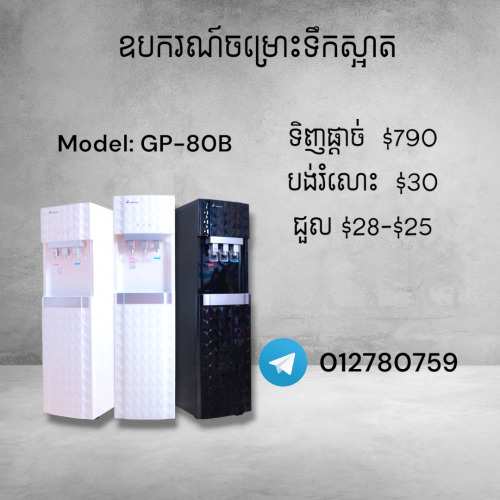 ឧបករណ៍ចម្រោះទឹកស្អាត
Model: GP-80B
ទិញផ្តាច់ $790
បង់រំលោះ $30
ជួល $28-$25
012780759